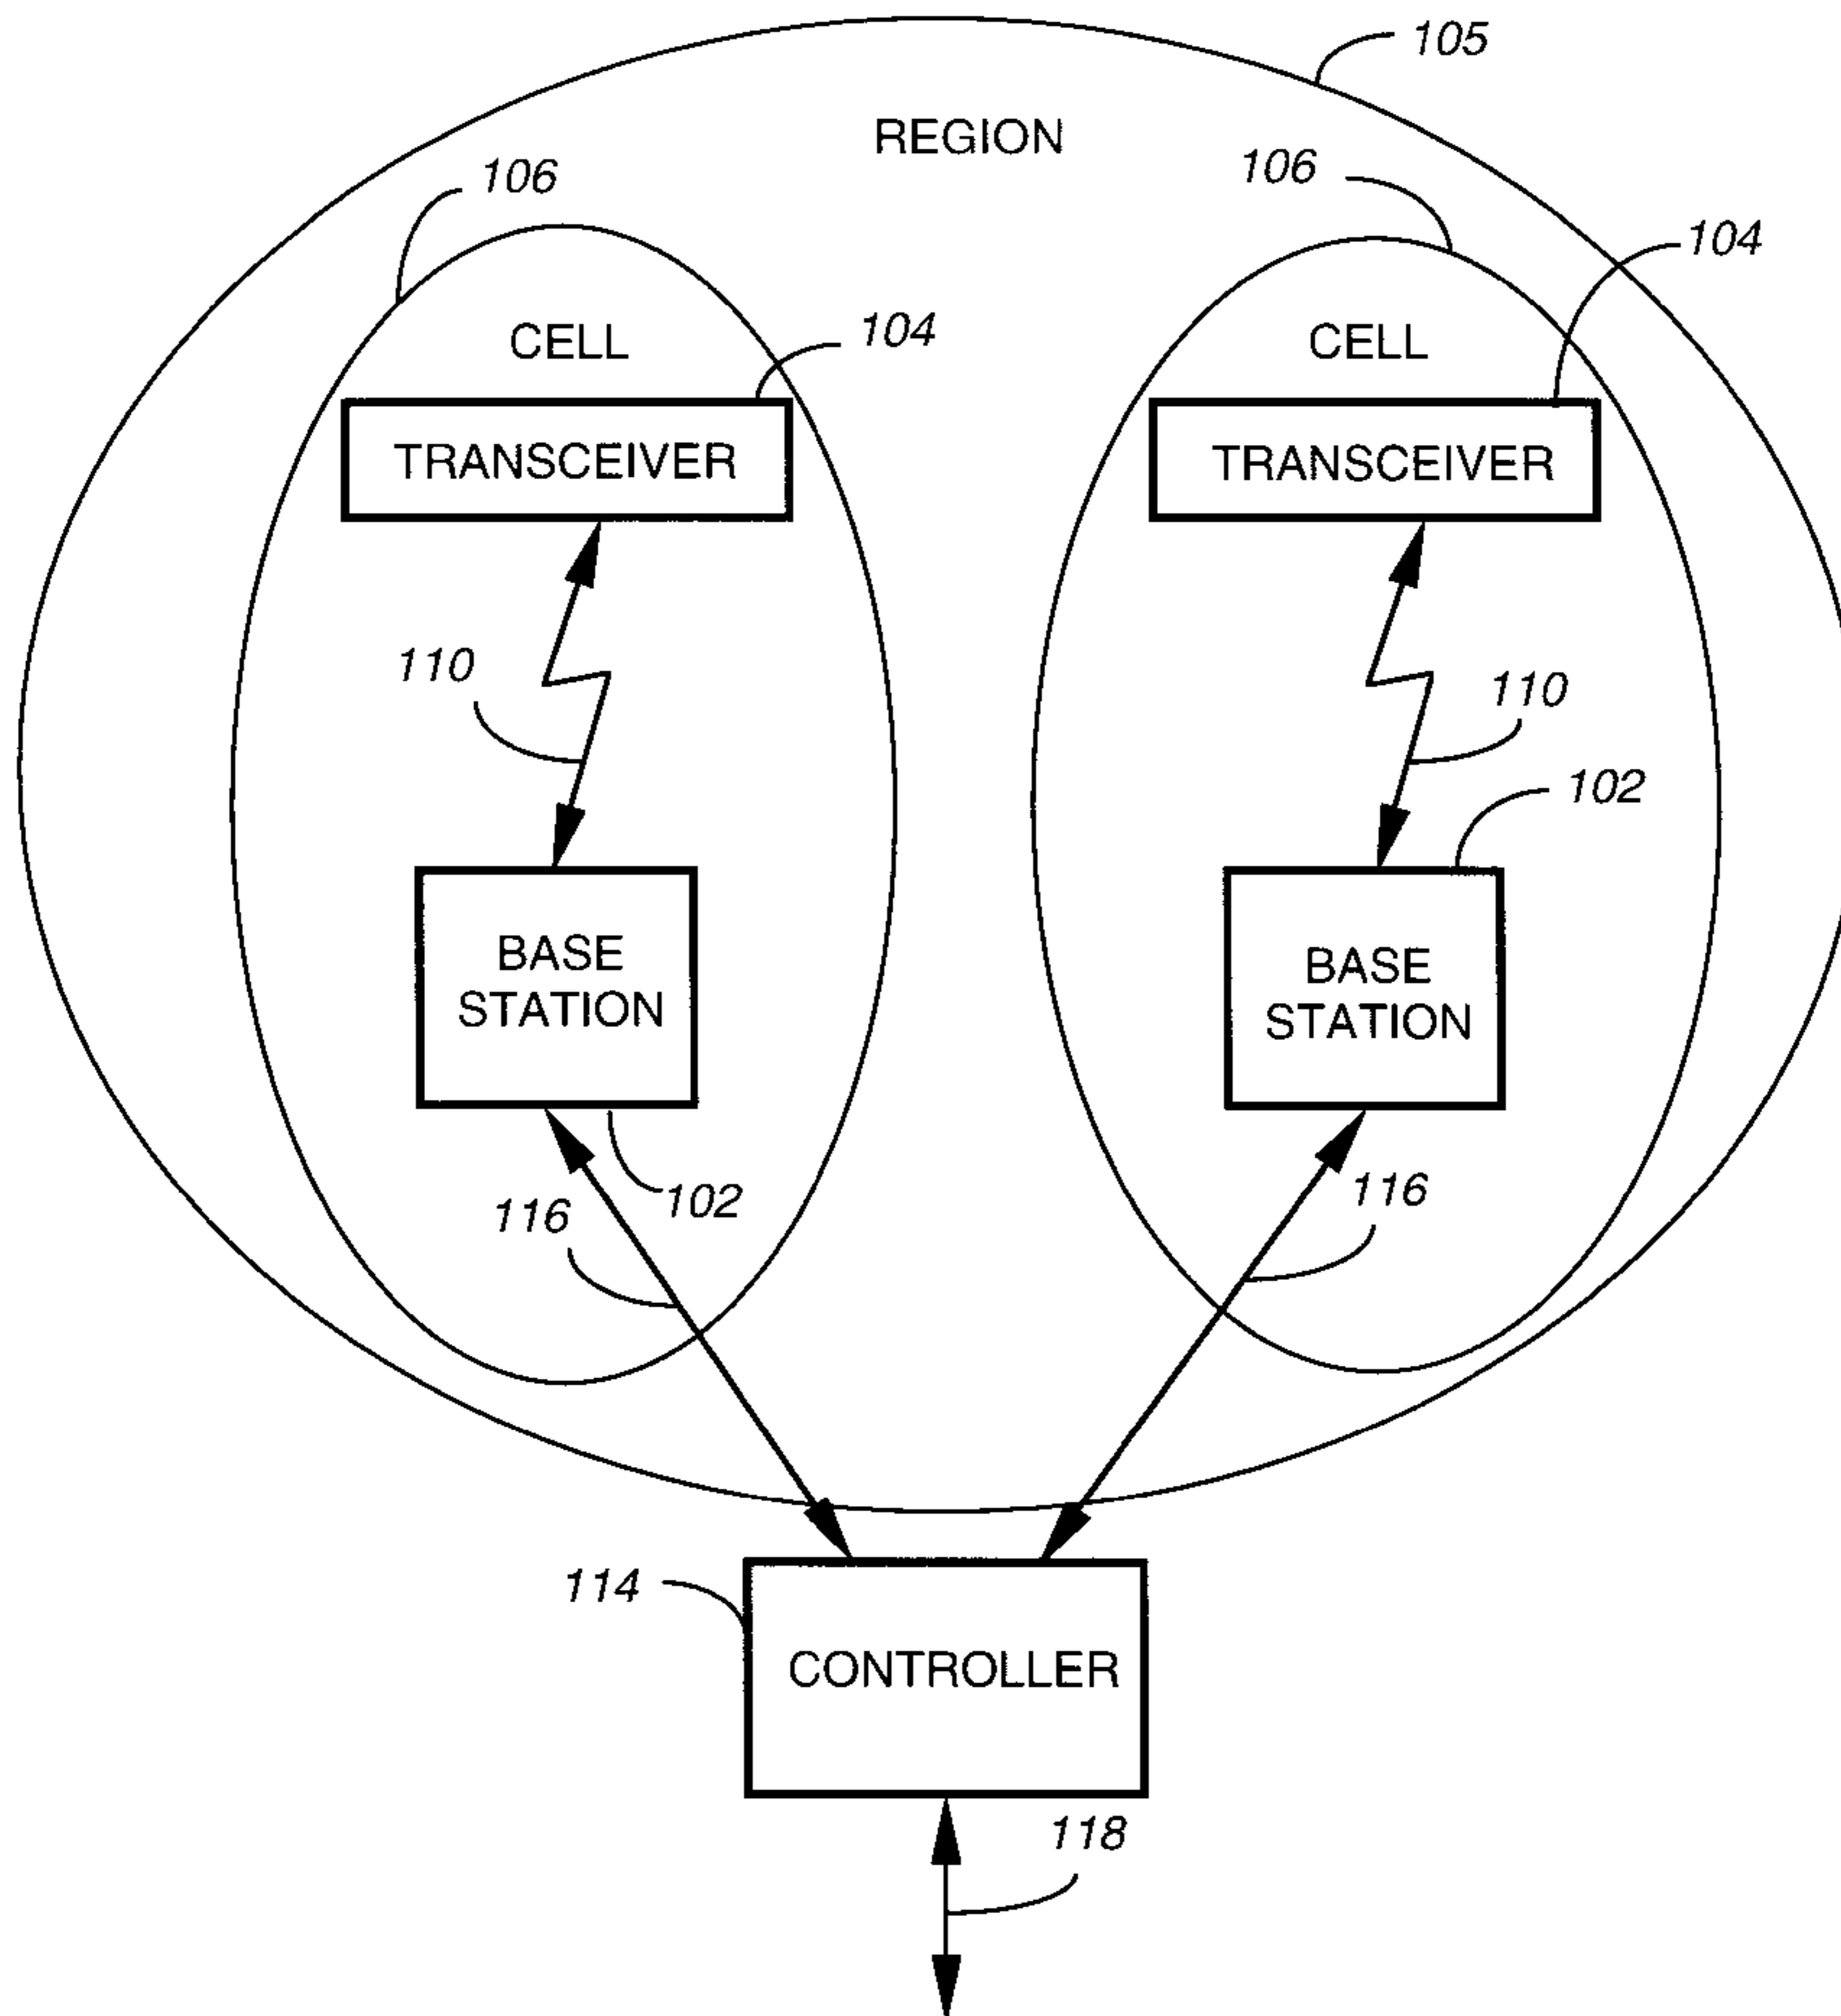 105
REGION
106
106
104
CELL
104
CELL
TRANSCEIVER
TRANSCEIVER
110
110
102
BASE
STATION
BASE
STATION
102
116
116
114
CONTROLLER
118